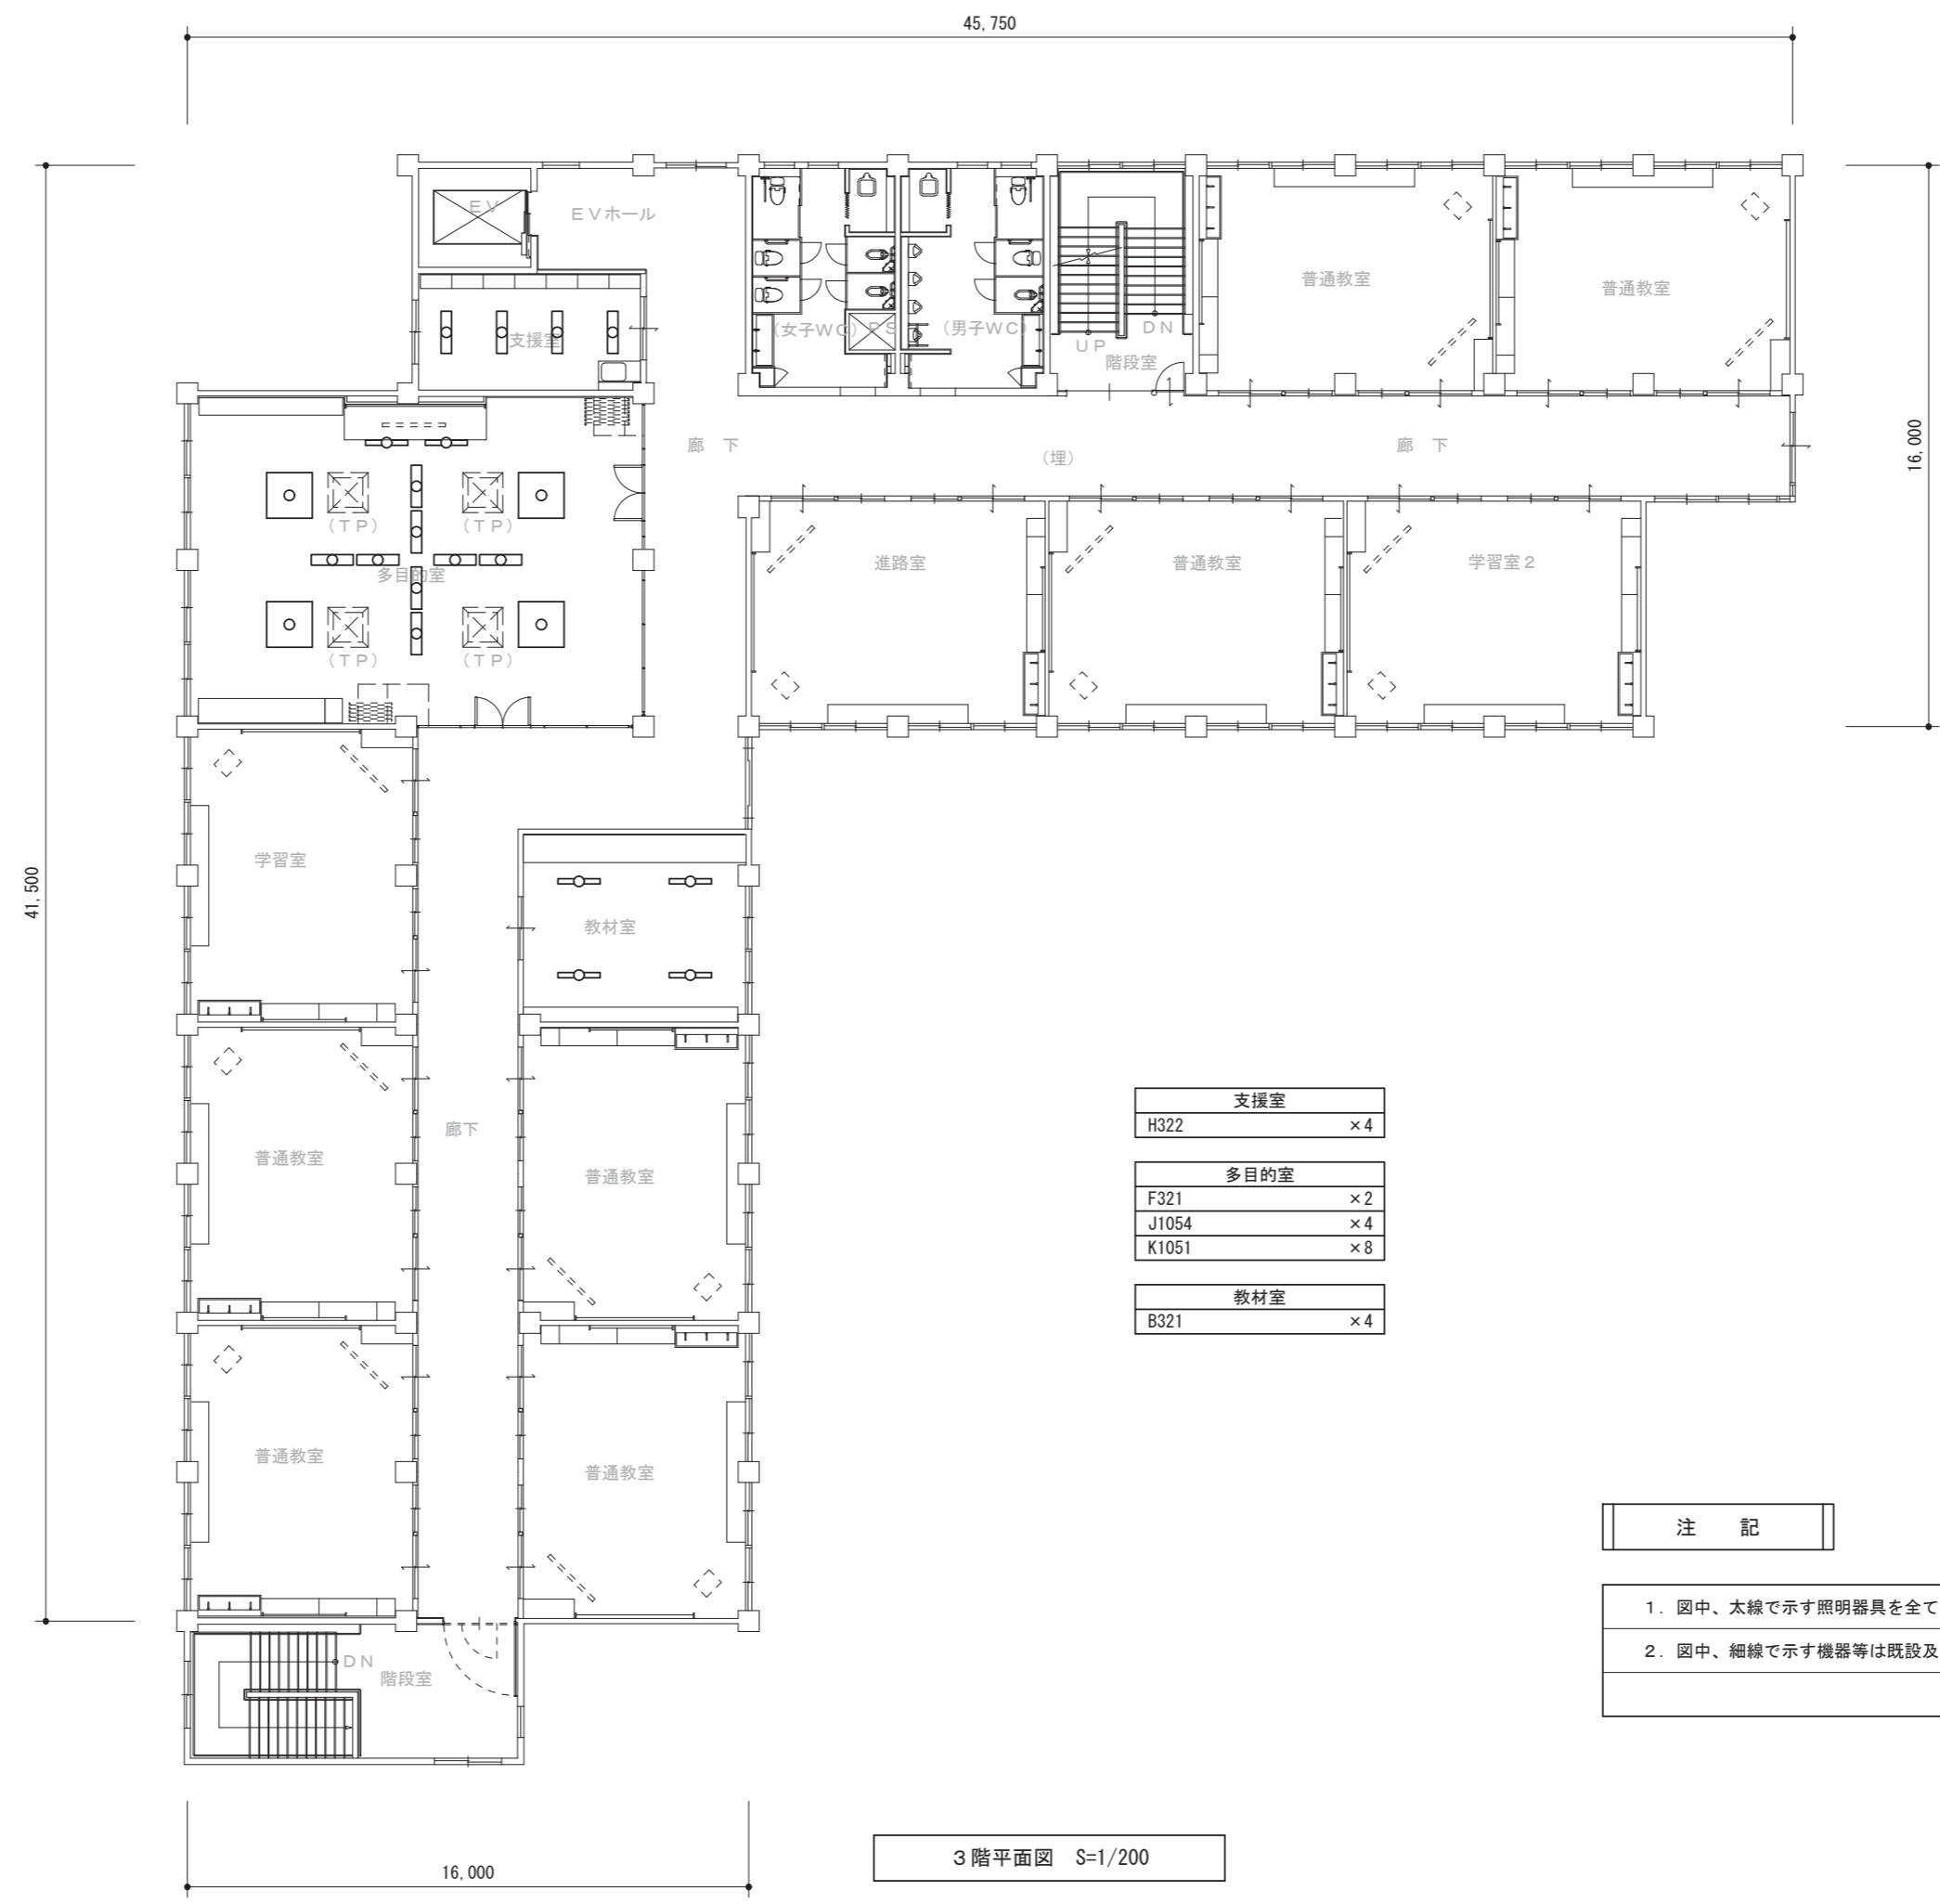 45,750
EV
EVホール
普通教室
普通教室
支援室
(女子WC)
PS
(男子WC)
UP
DN
階段室
廊 下
(埋)
廊 下
16,000
(TP)
(TP)
多目的室
(TP)
(TP)
進路室
普通教室
学習室2
41,500
学習室
教材室
普通教室
廊下
普通教室
普通教室
普通教室
DN
階段室
16,000
支援室
H322 ×4
多目的室
F321 ×2
J1054 ×4
K1051 ×8
教材室
B321 ×4
注 記
1. 図中、太線で示す照明器具を全て
2. 図中、細線で示す機器等は既設及
3階平面図 S=1/200